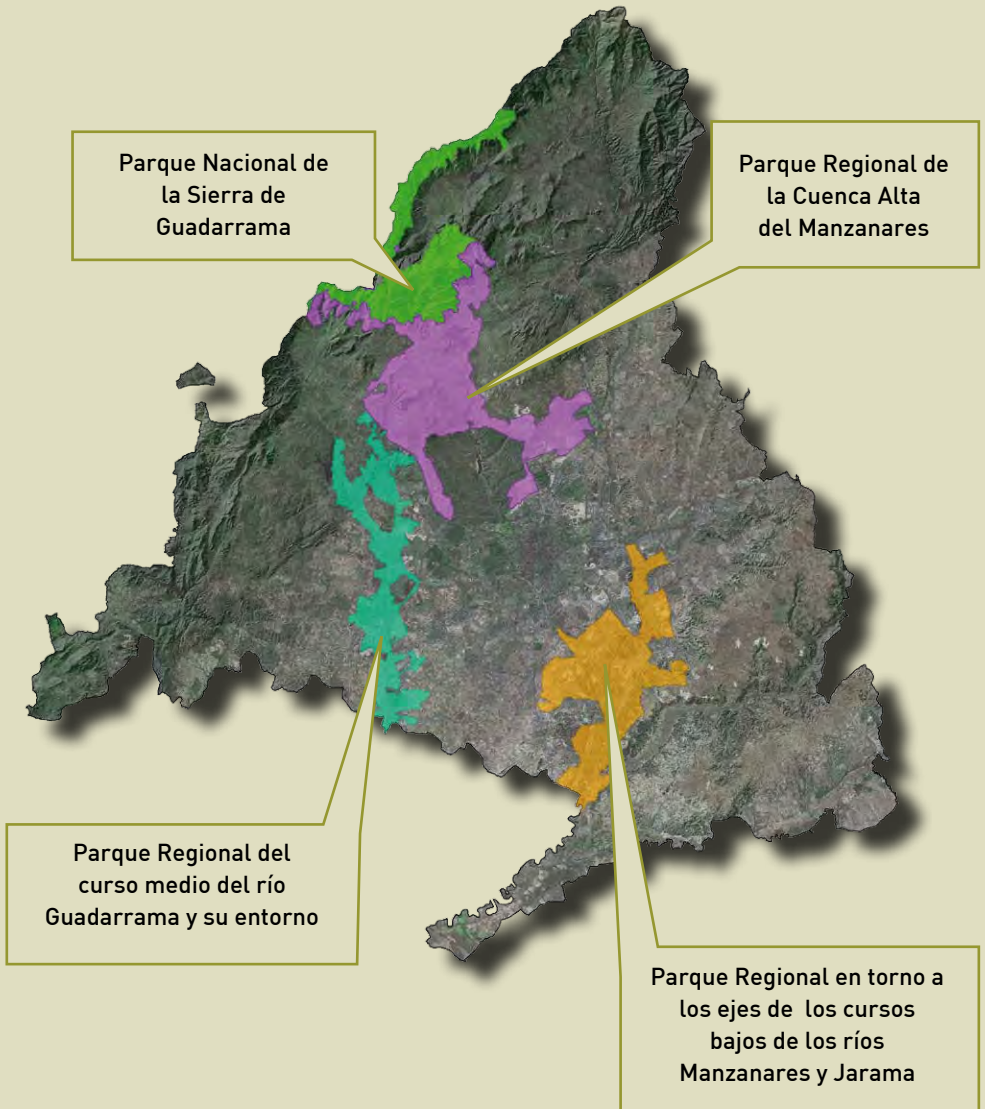 Parque Nacional de
la Sierra de
Guadarrama
Parque Regional de
la Cuenca Alta
del Manzanares
Parque Regional del
curso medio del río
Guadarrama y su entorno
Parque Regional en torno a
los ejes de los cursos
bajos de los ríos
Manzanares y Jarama